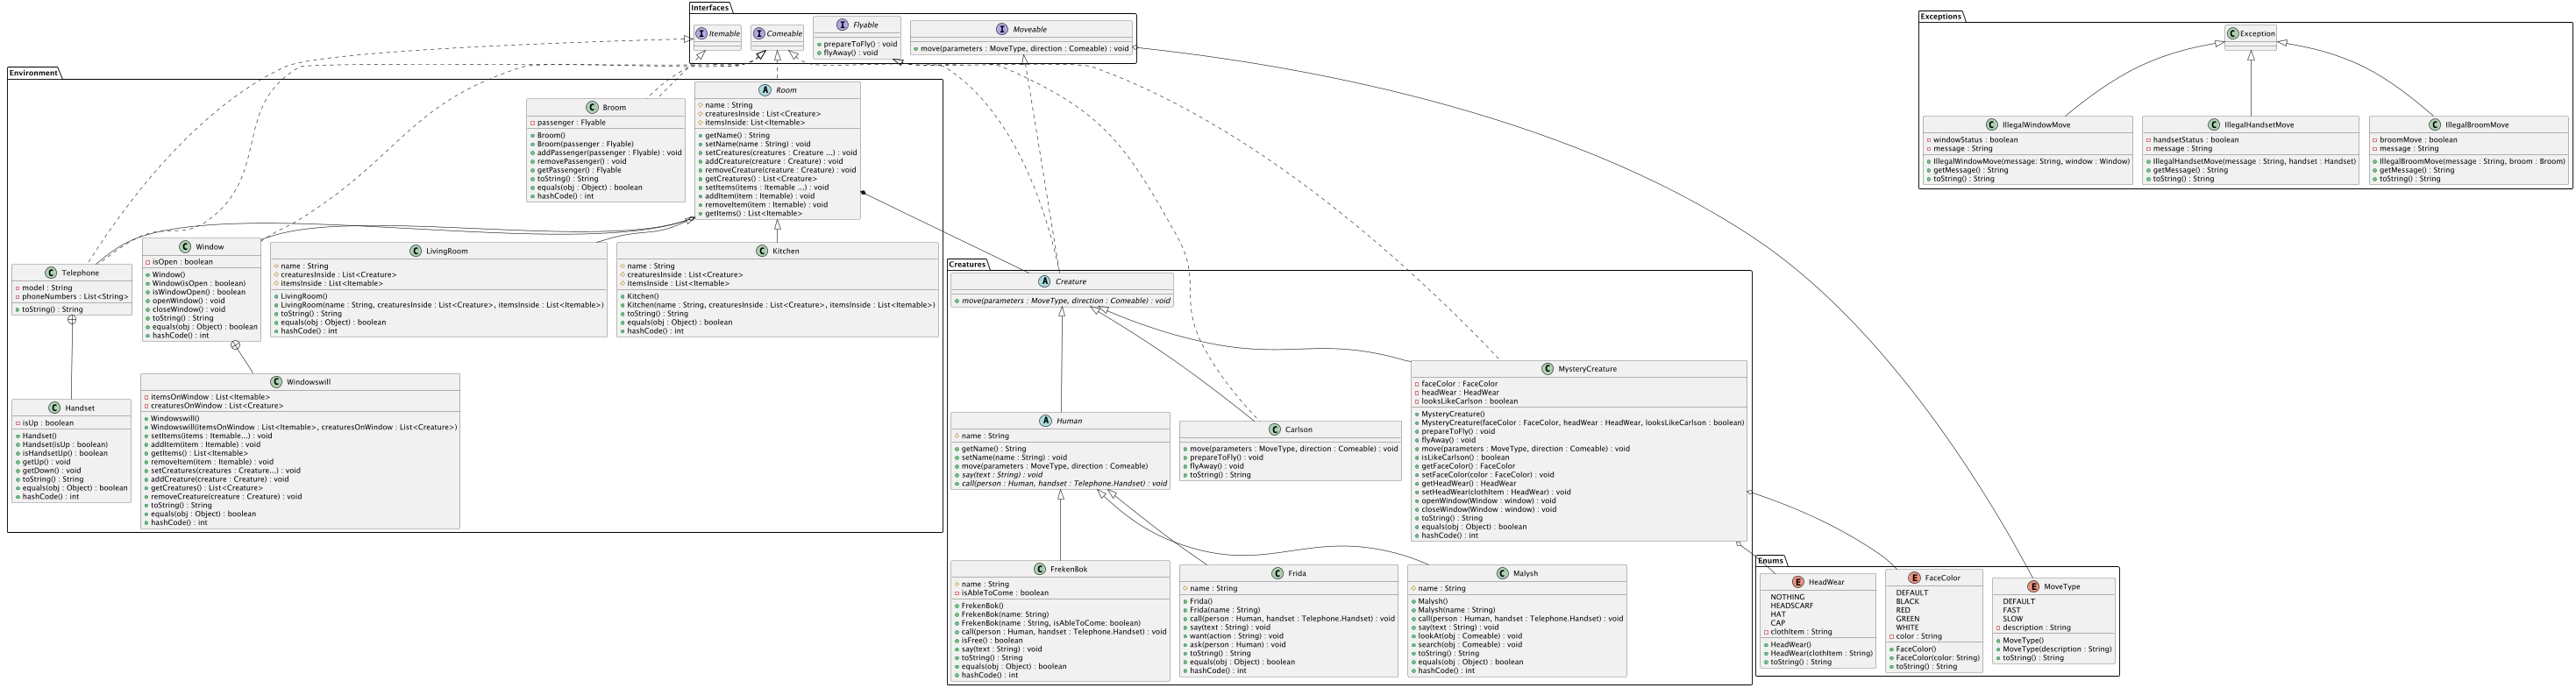 Interfaces
Itemable
Comeable
Flyable
prepareToFly() : void
flyAway() : void
Moveable
move(parameters : MoveType, direction : Comeable) : void
Exceptions
Exception
IllegalWindowMove
windowStatus : boolean
message : String
IllegalWindowMove(message: String, window : Window)
getMessage() : String
toString() : String
IllegalHandsetMove
handsetStatus : boolean
message : String
IllegalHandsetMove(message : String, handset : Handset)
getMessage() : String
toString() : String
IllegalBroomMove
broomMove : boolean
message : String
IllegalBroomMove(message : String, broom : Broom)
getMessage() : String
toString() : String
Environment
Broom
passenger : Flyable
Broom()
Broom(passenger : Flyable)
addPassenger(passenger : Flyable) : void
removePassenger() : void
getPassenger() : Flyable
toString() : String
equals(obj : Object) : boolean
hashCode() : int
Room
name : String
creaturesInside : List<Creature>
itemsInside: List<Itemable>
getName() : String
setName(name : String) : void
setCreatures(creatures : Creature ...) : void
addCreature(creature : Creature) : void
removeCreature(creature : Creature) : void
getCreatures() : List<Creature>
setItems(items : Itemable ...) : void
addItem(item : Itemable) : void
removeItem(item : Itemable) : void
getItems() : List<Itemable>
Telephone
model : String
phoneNumbers : List<String>
toString() : String
Window
isOpen : boolean
Window()
Window(isOpen : boolean)
isWindowOpen() : boolean
openWindow() : void
closeWindow() : void
toString() : String
equals(obj : Object) : boolean
hashCode() : int
LivingRoom
name : String
creaturesInside : List<Creature>
itemsInside : List<Itemable>
LivingRoom()
LivingRoom(name : String, creaturesInside : List<Creature>, itemsInside : List<Itemable>)
toString() : String
equals(obj : Object) : boolean
hashCode() : int
Kitchen
name : String
creaturesInside : List<Creature>
itemsInside : List<Itemable>
Kitchen()
Kitchen(name : String, creaturesInside : List<Creature>, itemsInside : List<Itemable>)
toString() : String
equals(obj : Object) : boolean
hashCode() : int
Handset
isUp : boolean
Handset()
Handset(isUp : boolean)
isHandsetUp() : boolean
getUp() : void
getDown() : void
toString() : String
equals(obj : Object) : boolean
hashCode() : int
Windowswill
itemsOnWindow : List<Itemable>
creaturesOnWindow : List<Creature>
Windowswill()
Windowswill(itemsOnWindow : List<Itemable>, creaturesOnWindow : List<Creature>)
setItems(items : Itemable...) : void
addItem(item : Itemable) : void
getItems() : List<Itemable>
removeItem(item : Itemable) : void
setCreatures(creatures : Creature...) : void
addCreature(creature : Creature) : void
getCreatures() : List<Creature>
removeCreature(creature : Creature) : void
toString() : String
equals(obj : Object) : boolean
hashCode() : int
Creatures
Creature
move(parameters : MoveType, direction : Comeable) : void
Human
name : String
getName() : String
setName(name : String) : void
move(parameters : MoveType, direction : Comeable)
say(text : String) : void
call(person : Human, handset : Telephone.Handset) : void
Carlson
move(parameters : MoveType, direction : Comeable) : void
prepareToFly() : void
flyAway() : void
toString() : String
MysteryCreature
faceColor : FaceColor
headWear : HeadWear
looksLikeCarlson : boolean
MysteryCreature()
MysteryCreature(faceColor : FaceColor, headWear : HeadWear, looksLikeCarlson : boolean)
prepareToFly() : void
flyAway() : void
move(parameters : MoveType, direction : Comeable) : void
isLikeCarlson() : boolean
getFaceColor() : FaceColor
setFaceColor(color : FaceColor) : void
getHeadWear() : HeadWear
setHeadWear(clothItem : HeadWear) : void
openWindow(Window : window) : void
closeWindow(Window : window) : void
toString() : String
equals(obj : Object) : boolean
hashCode() : int
FrekenBok
name : String
isAbleToCome : boolean
FrekenBok()
FrekenBok(name: String)
FrekenBok(name : String, isAbleToCome: boolean)
call(person : Human, handset : Telephone.Handset) : void
isFree() : boolean
say(text : String) : void
toString() : String
equals(obj : Object) : boolean
hashCode() : int
Frida
name : String
Frida()
Frida(name : String)
call(person : Human, handset : Telephone.Handset) : void
say(text : String) : void
want(action : String) : void
ask(person : Human) : void
toString() : String
equals(obj : Object) : boolean
hashCode() : int
Malysh
name : String
Malysh()
Malysh(name : String)
call(person : Human, handset : Telephone.Handset) : void
say(text : String) : void
lookAt(obj : Comeable) : void
search(obj : Comeable) : void
toString() : String
equals(obj : Object) : boolean
hashCode() : int
Enums
HeadWear
NOTHING
HEADSCARF
HAT
CAP
clothItem : String
HeadWear()
HeadWear(clothItem : String)
toString() : String
FaceColor
DEFAULT
BLACK
RED
GREEN
WHITE
color : String
FaceColor()
FaceColor(color: String)
toString() : String
MoveType
DEFAULT
FAST
SLOW
description : String
MoveType()
MoveType(description : String)
toString() : String